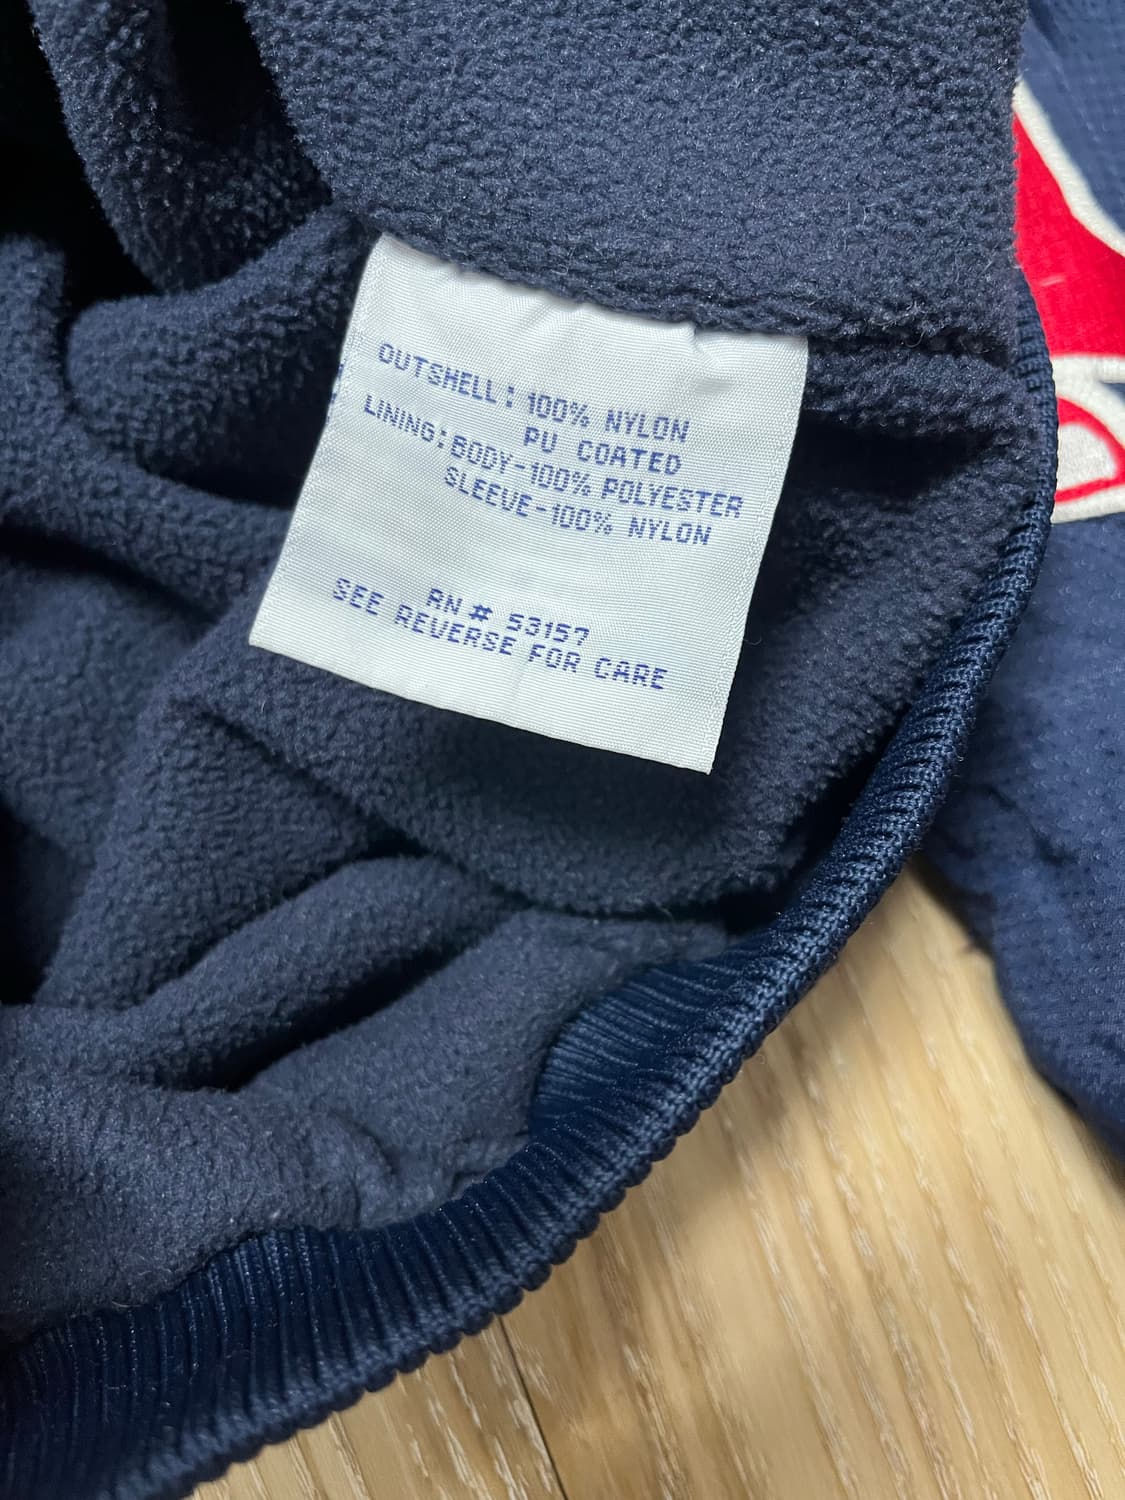 OUTSHELL: 100% NYLON
PU COATED
LINING: BODY-100% POLYESTER
SLEEVE-100% NYLON
RN # 53157
SEE REVERSE FOR CARE